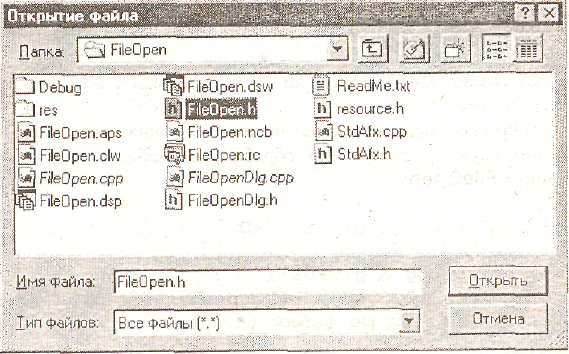 Открытие файла
Папка: FileOpen
Debug
res
FileOpen.aps
FileOpen.clw
FileOpen.cpp
FileOpen.dsp
FileOpen.dsw
FileOpen.h
FileOpen.ncb
FileOpen.rc
FileOpenDlg.cpp
FileOpenDlg.h
ReadMe.txt
resource.h
StdAfx.cpp
StdAfx.h
Имя файла: FileOpen.h
Открыть
Тип файлов: Все файлы (*.*)
Отмена